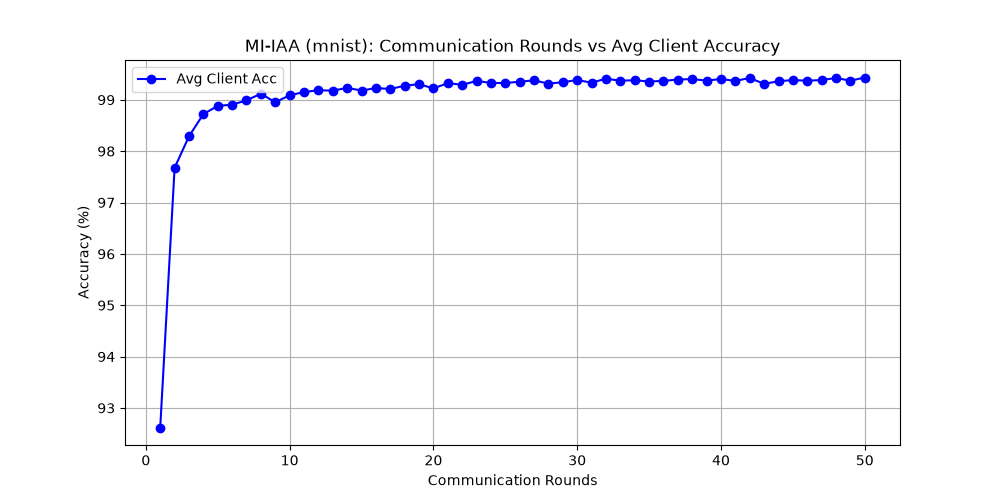 MI-IAA (mnist): Communication Rounds vs Avg Client Accuracy
Avg Client Acc
Accuracy (%)
99
98
97
96
95
94
93
0 10 20 30 40 50
Communication Rounds